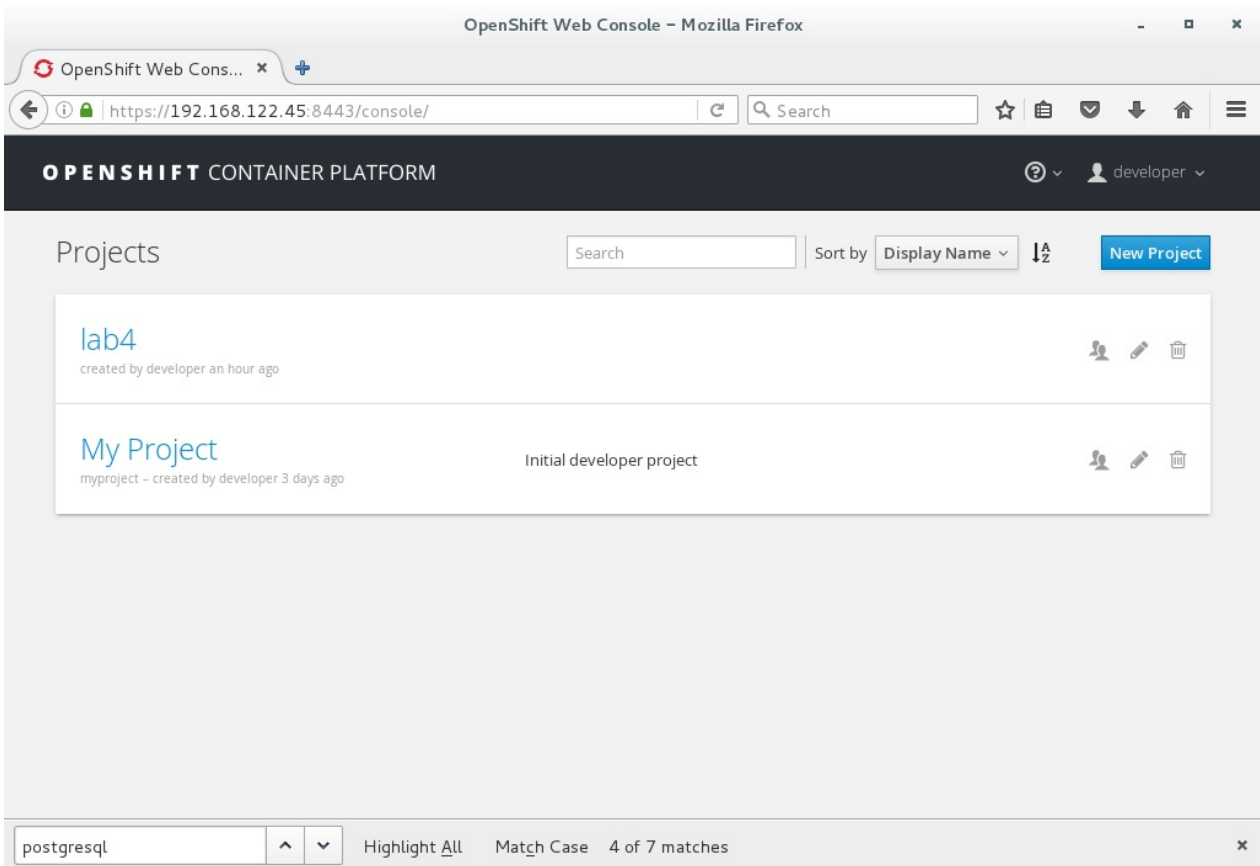 OpenShift Web Console – Mozilla Firefox
OpenShift Web Cons...
https://192.168.122.45:8443/console/
Search
OPENSHIFT CONTAINER PLATFORM
developer
Projects
Search
Sort by
Display Name
New Project
lab4
created by developer an hour ago
My Project
Initial developer project
myproject – created by developer 3 days ago
postgresql
Highlight All
Match Case
4 of 7 matches